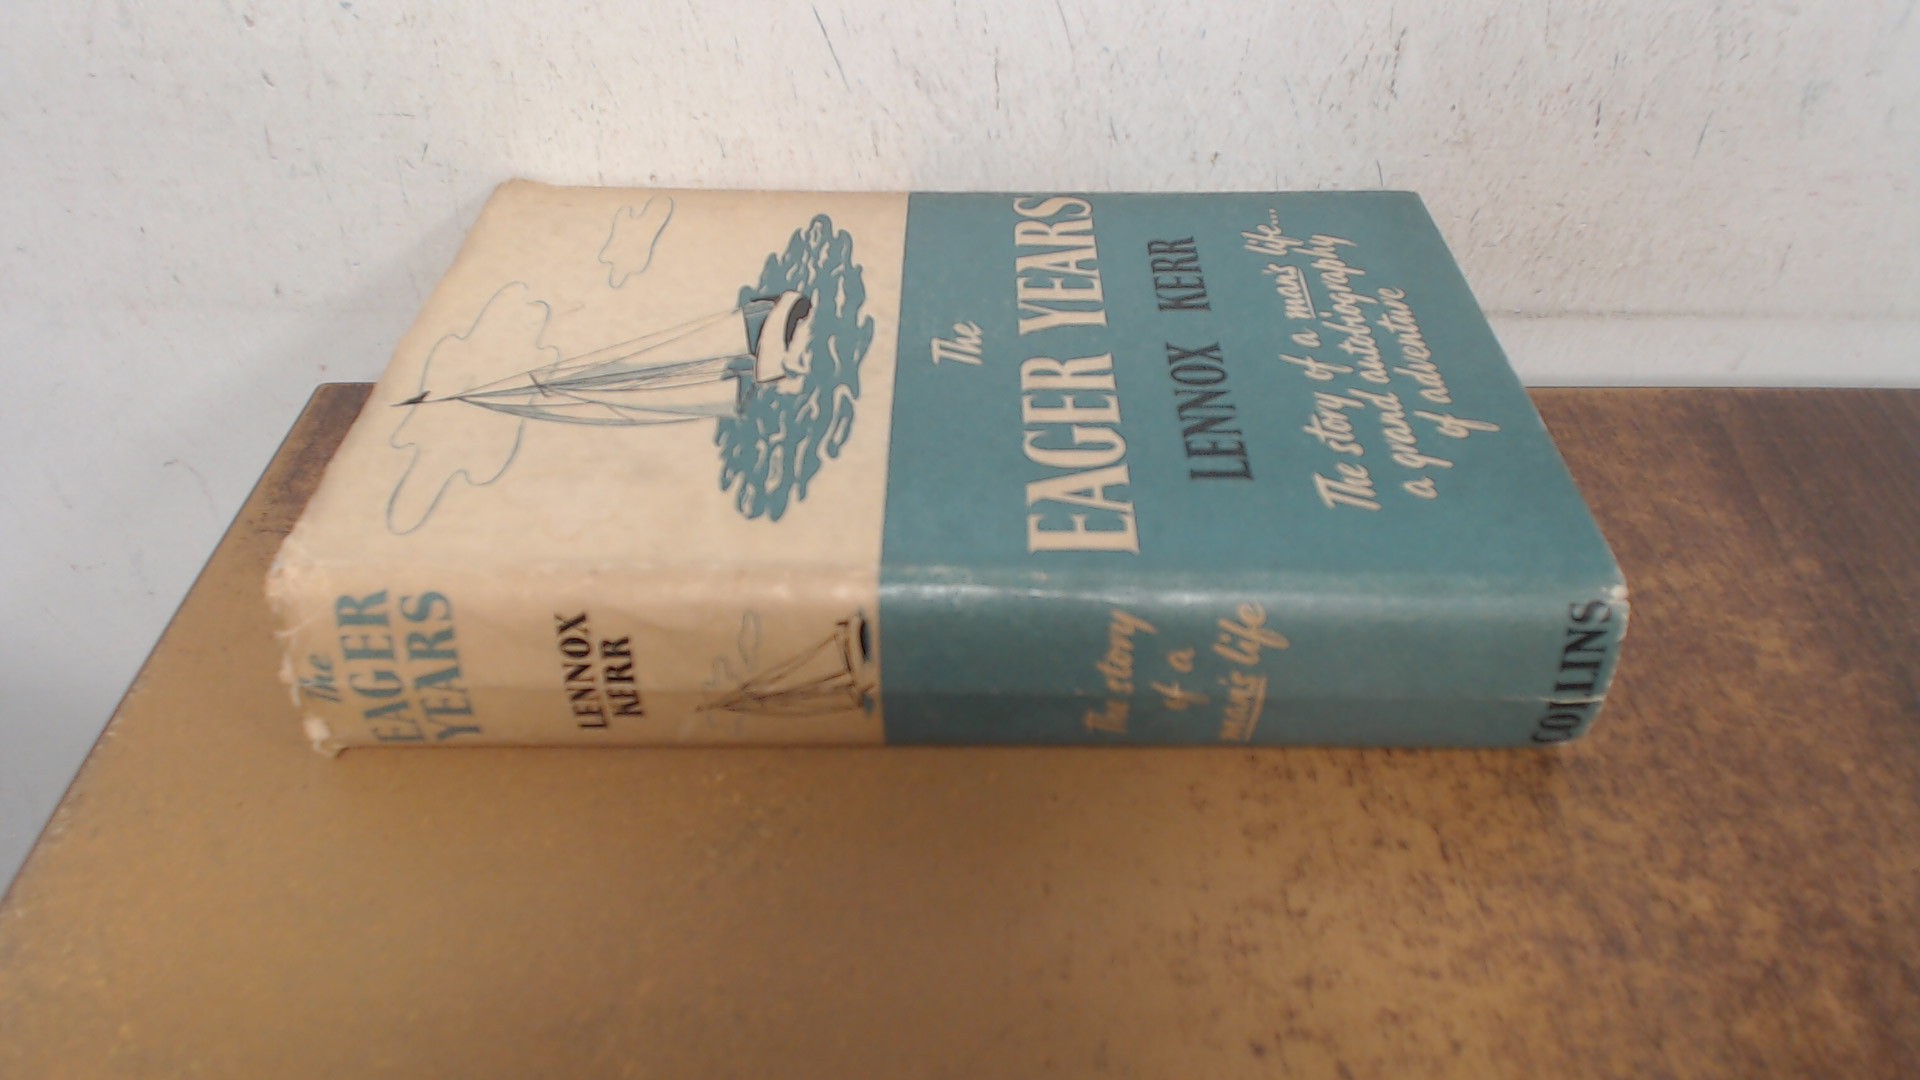 The
EAGER YEARS
LENNOX KERR
The story of a man's life...
a grand autobiography
of adventure
The
EAGER
YEARS
LENNOX
KERR
The story
of a
man's life
COLLINS